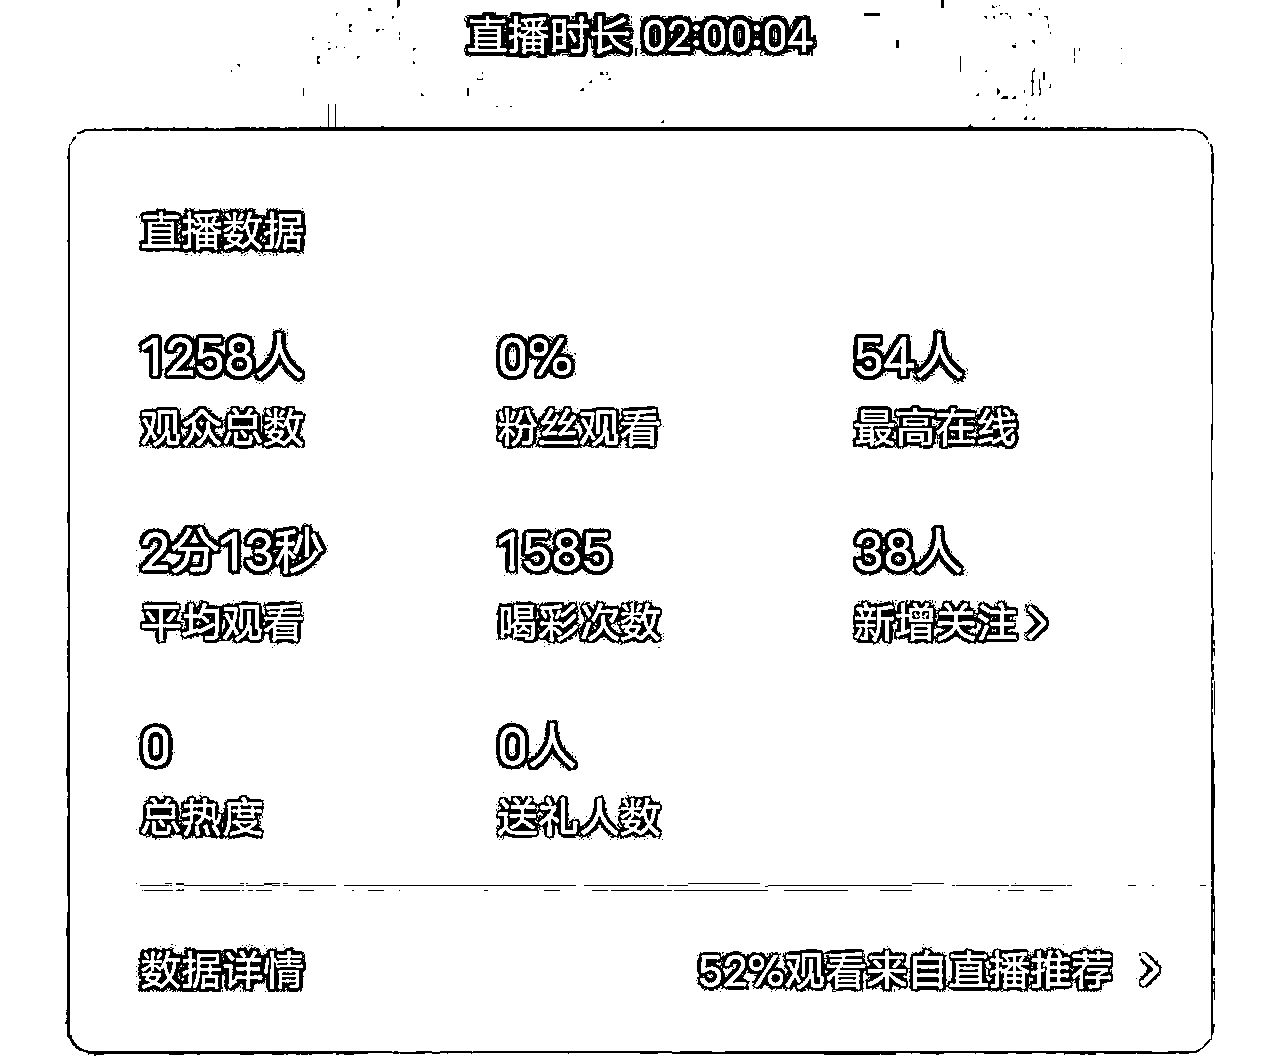 直播时长 02:00:04
直播数据
1258人 0% 54人
观众总数 粉丝观看 最高在线
2分13秒 1585 38人
平均观看 喝彩次数 新增关注>
0 0人
总热度 送礼人数
数据详情 52%观看来自直播推荐 >